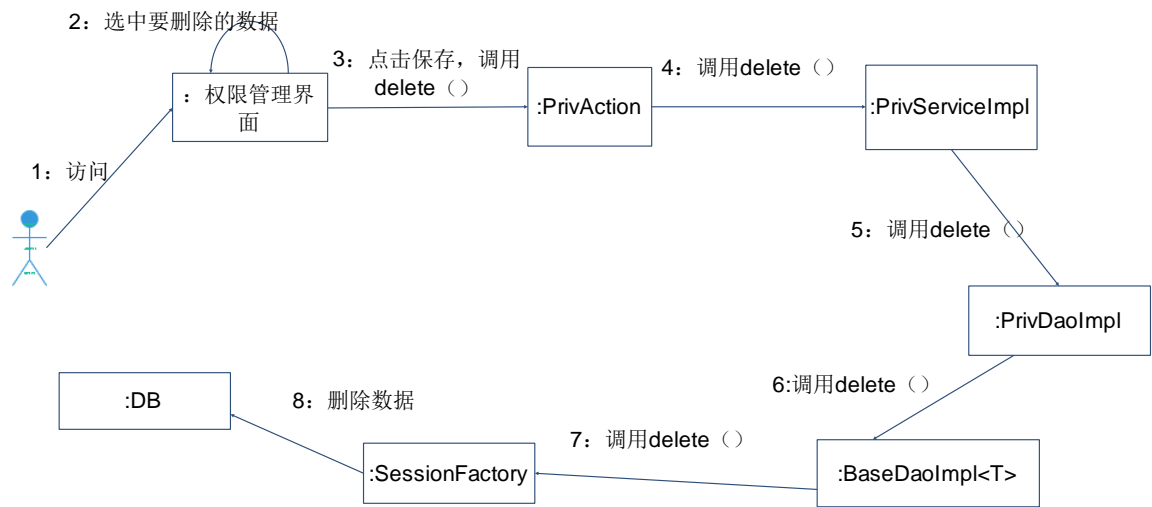 2：选中要删除的数据
3：点击保存，调用
delete（）
4：调用delete（）
：权限管理界
面
:PrivAction
:PrivServiceImpl
1：访问
5：调用delete（）
:PrivDaoImpl
6:调用delete（）
:DB
8：删除数据
7：调用delete（）
:SessionFactory
:BaseDaoImpl<T>